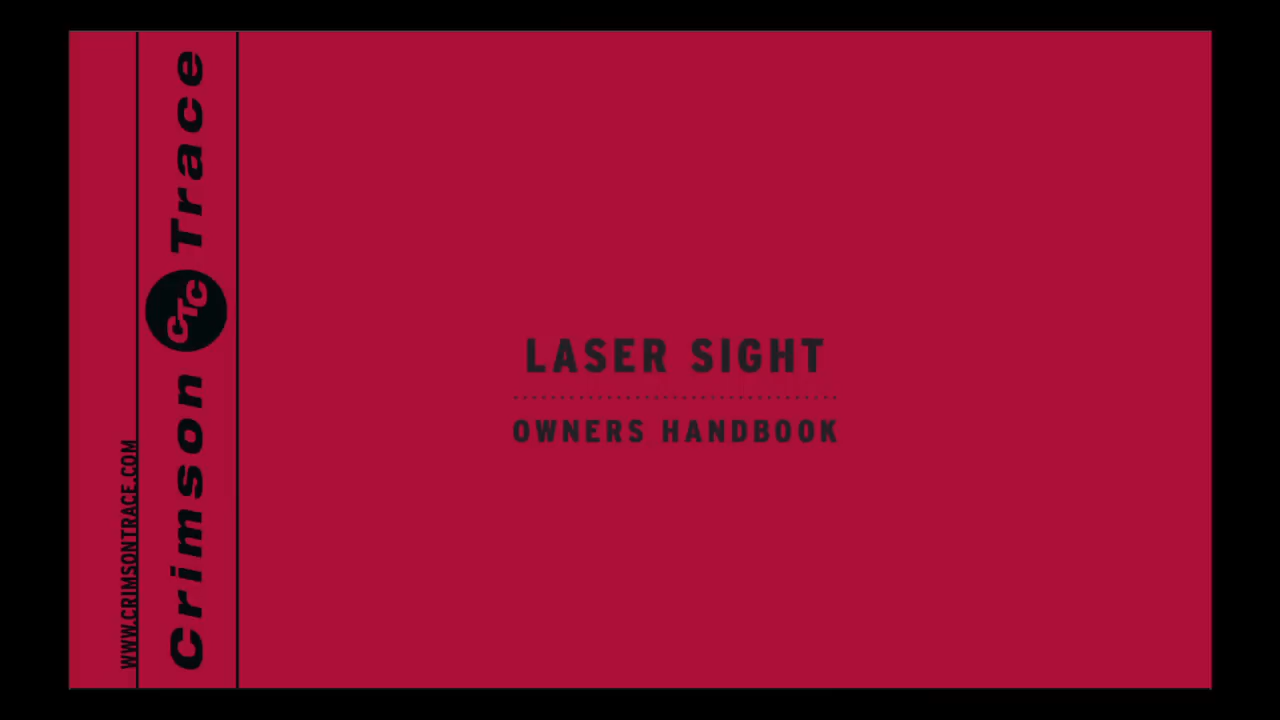 WWW.CRIMSONTRACE.COM
Crimson CTC Trace
LASER SIGHT
OWNERS HANDBOOK